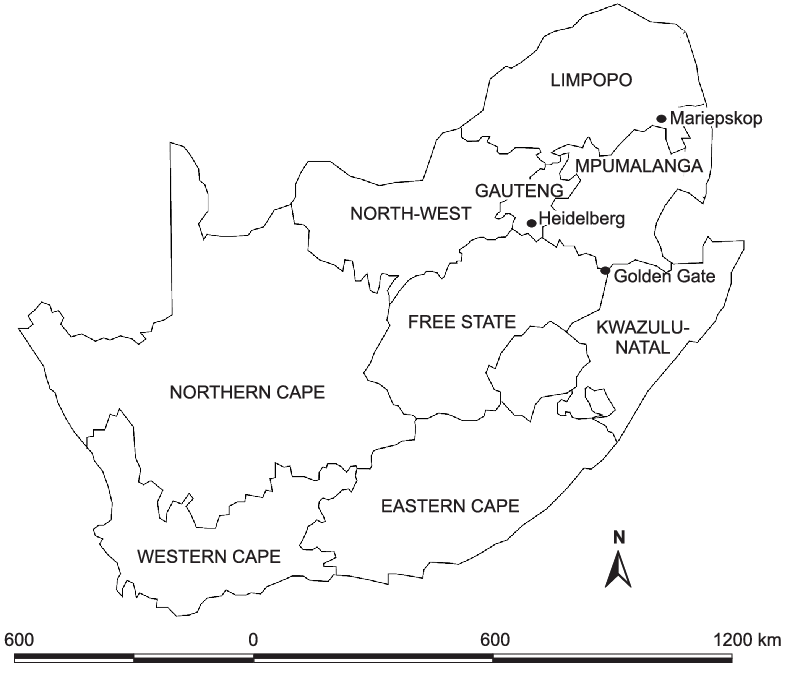 LIMPOPO
Mariepskop
MPUMALANGA
GAUTENG
NORTH-WEST
Heidelberg
Golden Gate
FREE STATE
KWAZULU-
NATAL
NORTHERN CAPE
EASTERN CAPE
WESTERN CAPE
N
600 0 600 1200 km